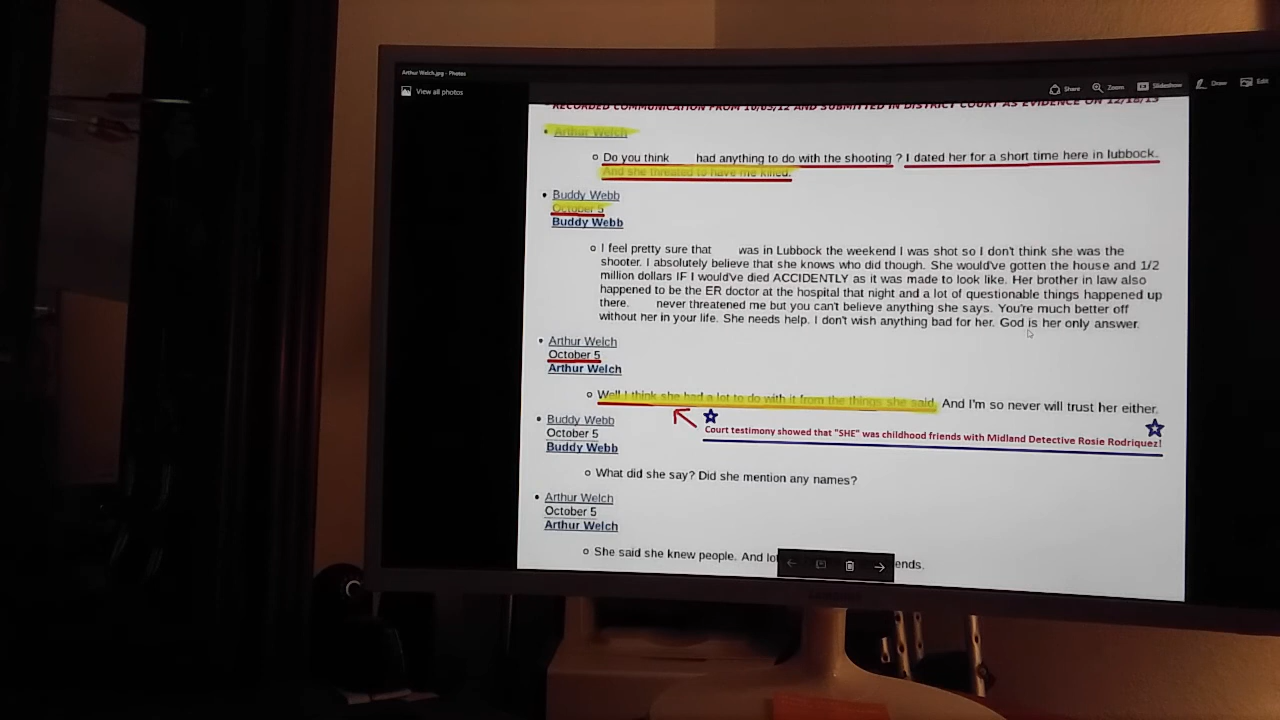 Arthur Welch.jpg - Photos
View all photos
Share Zoom Slideshow Draw Edit
RECORDED COMMUNICATION FROM 10/05/12 AND SUBMITTED IN DISTRICT COURT AS EVIDENCE ON
Arthur Welch
Do you think had anything to do with the shooting ? I dated her for a short time here in lubbock.
And she threated to have me killed.
Buddy Webb
October 5
Buddy Webb
I feel pretty sure that was in Lubbock the weekend I was shot so I don't think she was the
shooter. I absolutely believe that she knows who did though. She would've gotten the house and 1/2
million dollars IF I would've died ACCIDENTLY as it was made to look like. Her brother in law also
happened to be the ER doctor at the hospital that night and a lot of questionable things happened up
there. never threatened me but you can't believe anything she says. You're much better off
without her in your life. She needs help. I don't wish anything bad for her. God is her only answer.
Arthur Welch
October 5
Arthur Welch
Well I think she had a lot to do with it from the things she said. And I'm so never will trust her either.
Buddy Webb
October 5
Buddy Webb
Court testimony showed that "SHE" was childhood friends with Midland Detective Rosie Rodriquez!
What did she say? Did she mention any names?
Arthur Welch
October 5
Arthur Welch
She said she knew people. And lo ends.